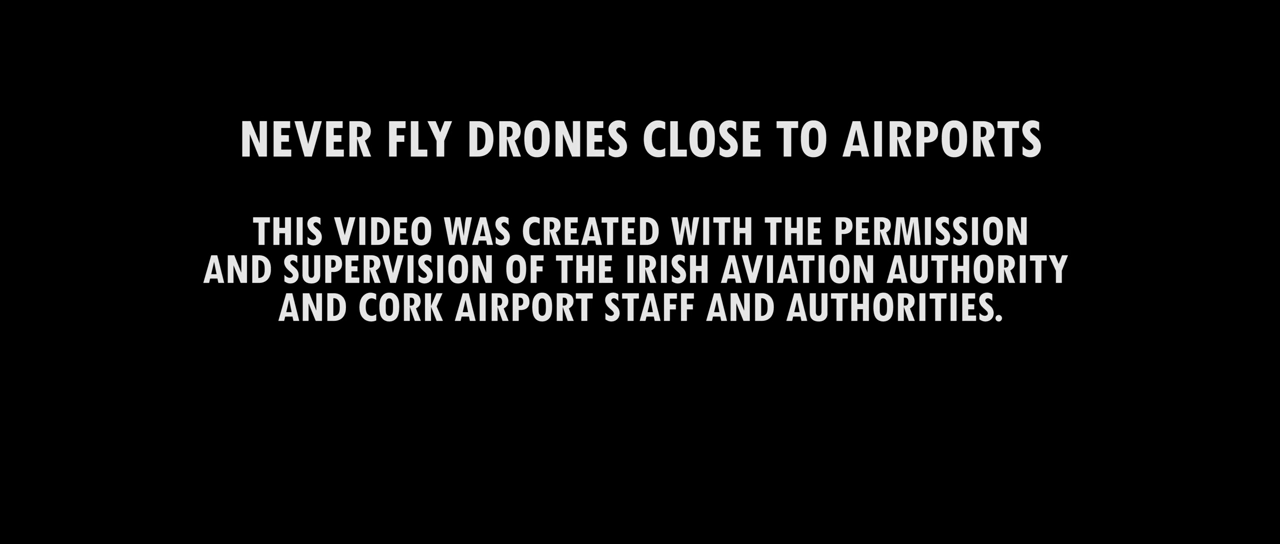 NEVER FLY DRONES CLOSE TO AIRPORTS
THIS VIDEO WAS CREATED WITH THE PERMISSION
AND SUPERVISION OF THE IRISH AVIATION AUTHORITY
AND CORK AIRPORT STAFF AND AUTHORITIES.